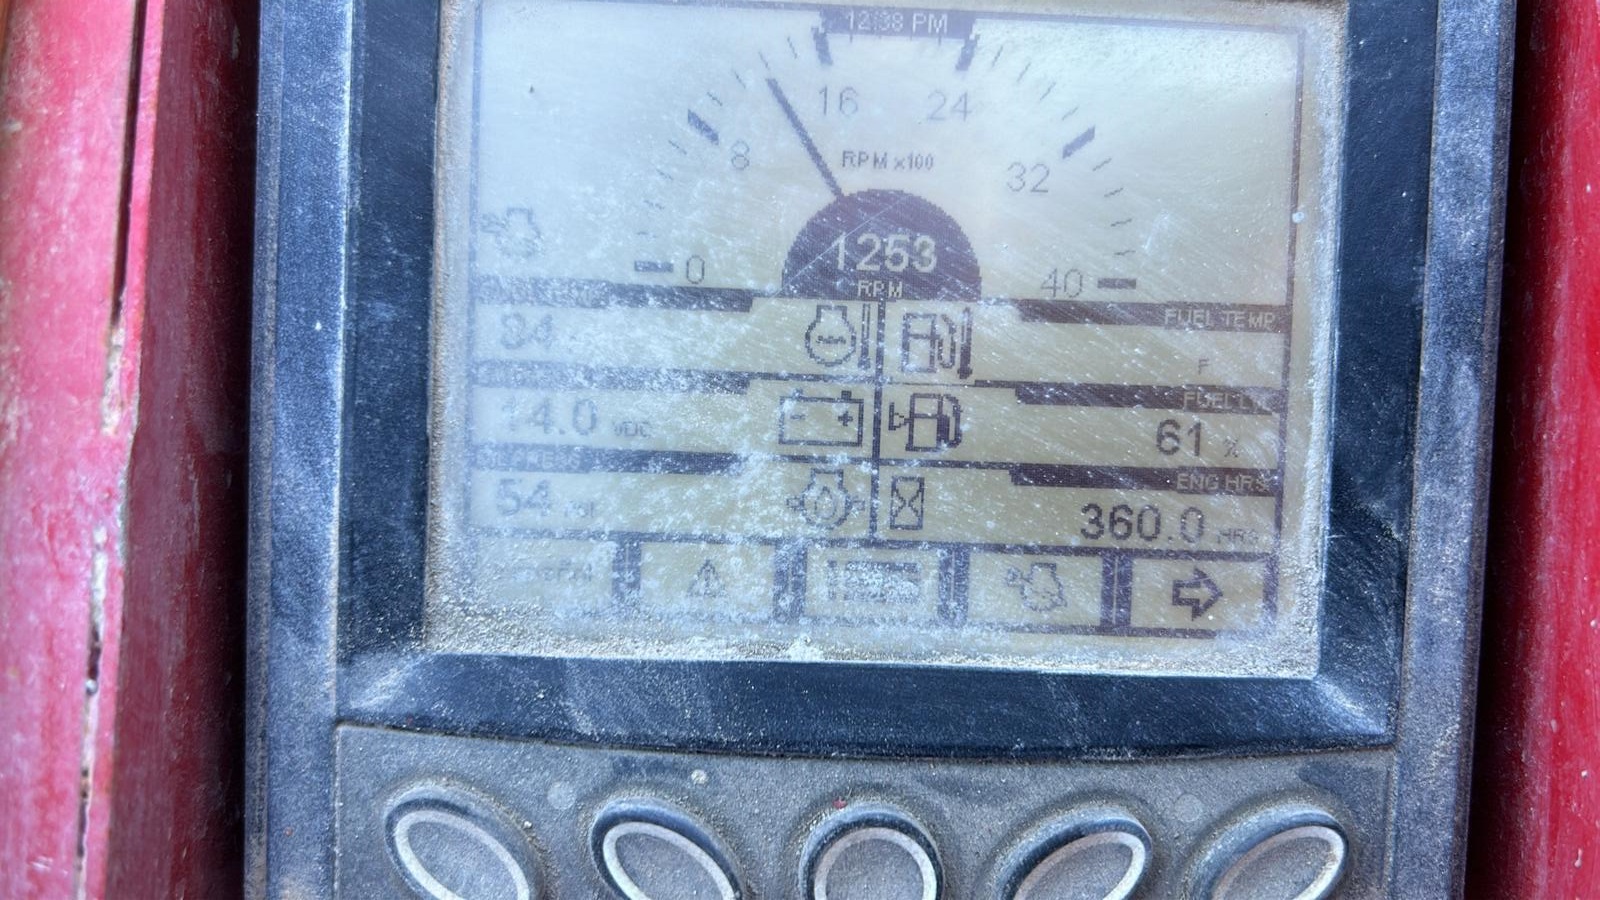 12:38 PM
16 24
8 RPM x100 32
1253
0 RPM 40
FUEL TEMP
84
F
14.0 VDC 61 %
ENG HRS
54 360.0 HRS